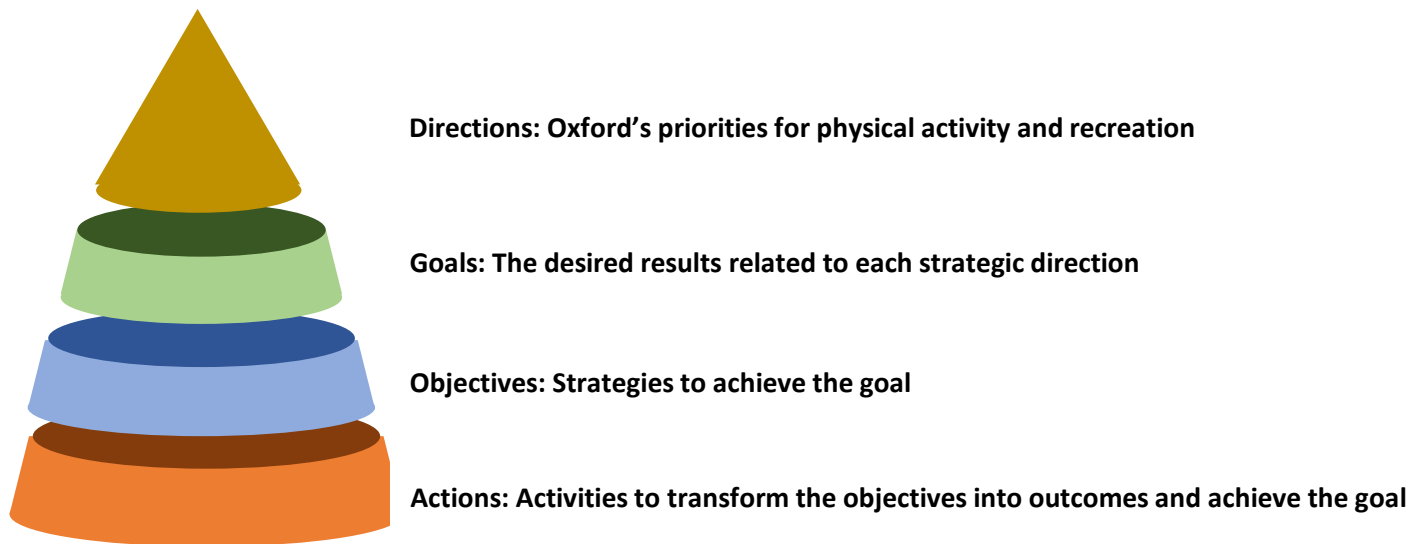 Directions: Oxford’s priorities for physical activity and recreation
Goals: The desired results related to each strategic direction
Objectives: Strategies to achieve the goal
Actions: Activities to transform the objectives into outcomes and achieve the goal